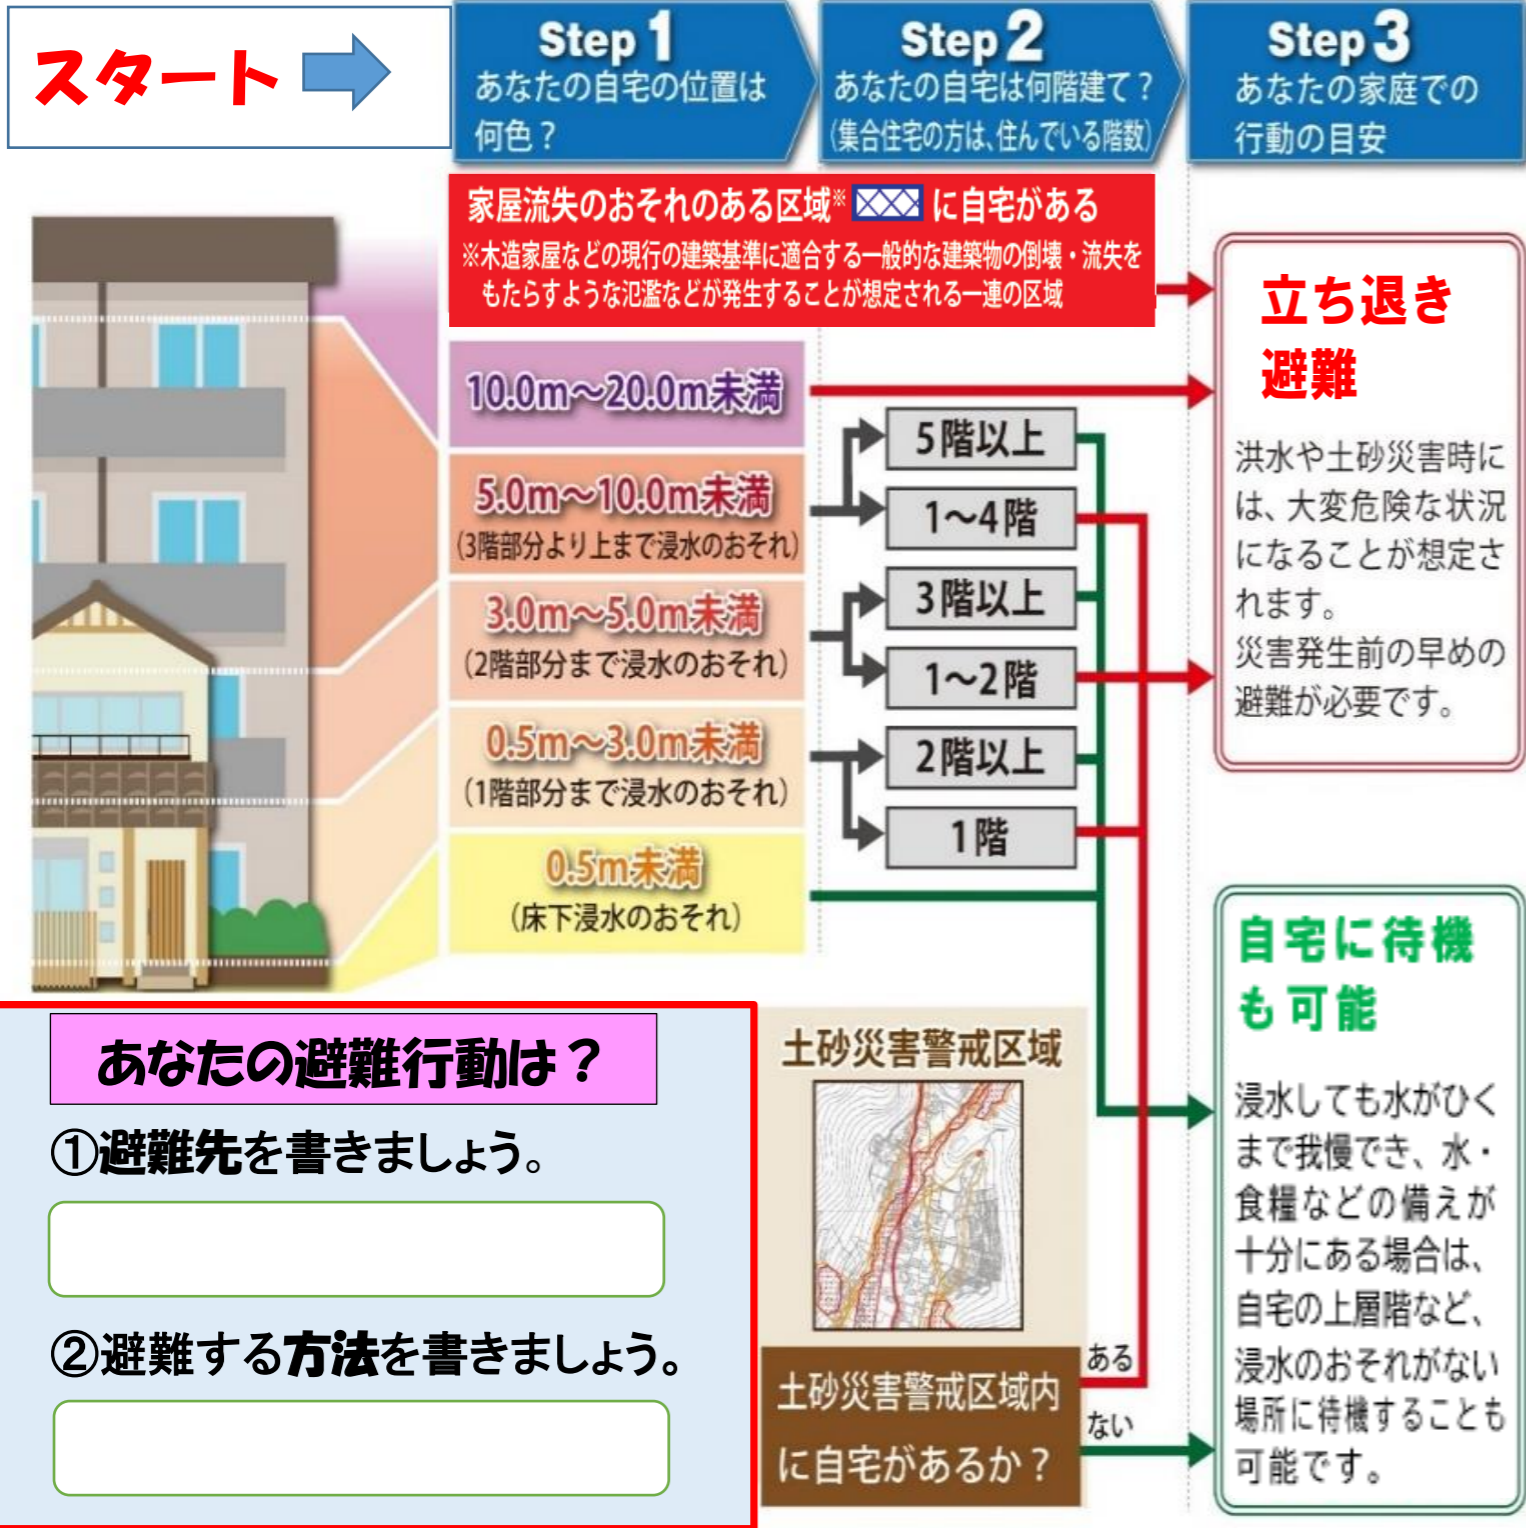 スタート
Step 1
あなたの自宅の位置は
何色？
Step 2
あなたの自宅は何階建て？
(集合住宅の方は、住んでいる階数)
Step 3
あなたの家庭での
行動の目安
家屋流失のおそれのある区域※ に自宅がある
※木造家屋などの現行の建築基準に適合する一般的な建築物の倒壊・流失を
もたらすような氾濫などが発生することが想定される一連の区域
10.0m～20.0m未満
5.0m～10.0m未満
(3階部分より上まで浸水のおそれ)
3.0m～5.0m未満
(2階部分まで浸水のおそれ)
0.5m～3.0m未満
(1階部分まで浸水のおそれ)
0.5m未満
(床下浸水のおそれ)
5階以上
1～4階
3階以上
1～2階
2階以上
1階
立ち退き
避難
洪水や土砂災害時に
は、大変危険な状況
になることが想定さ
れます。
災害発生前の早めの
避難が必要です。
自宅に待機
も可能
浸水しても水がひく
まで我慢でき、水・
食糧などの備えが
十分にある場合は、
自宅の上層階など、
浸水のおそれがない
場所に待機することも
可能です。
土砂災害警戒区域
土砂災害警戒区域内
に自宅があるか？
ある
ない
あなたの避難行動は？
①避難先を書きましょう。
②避難する方法を書きましょう。